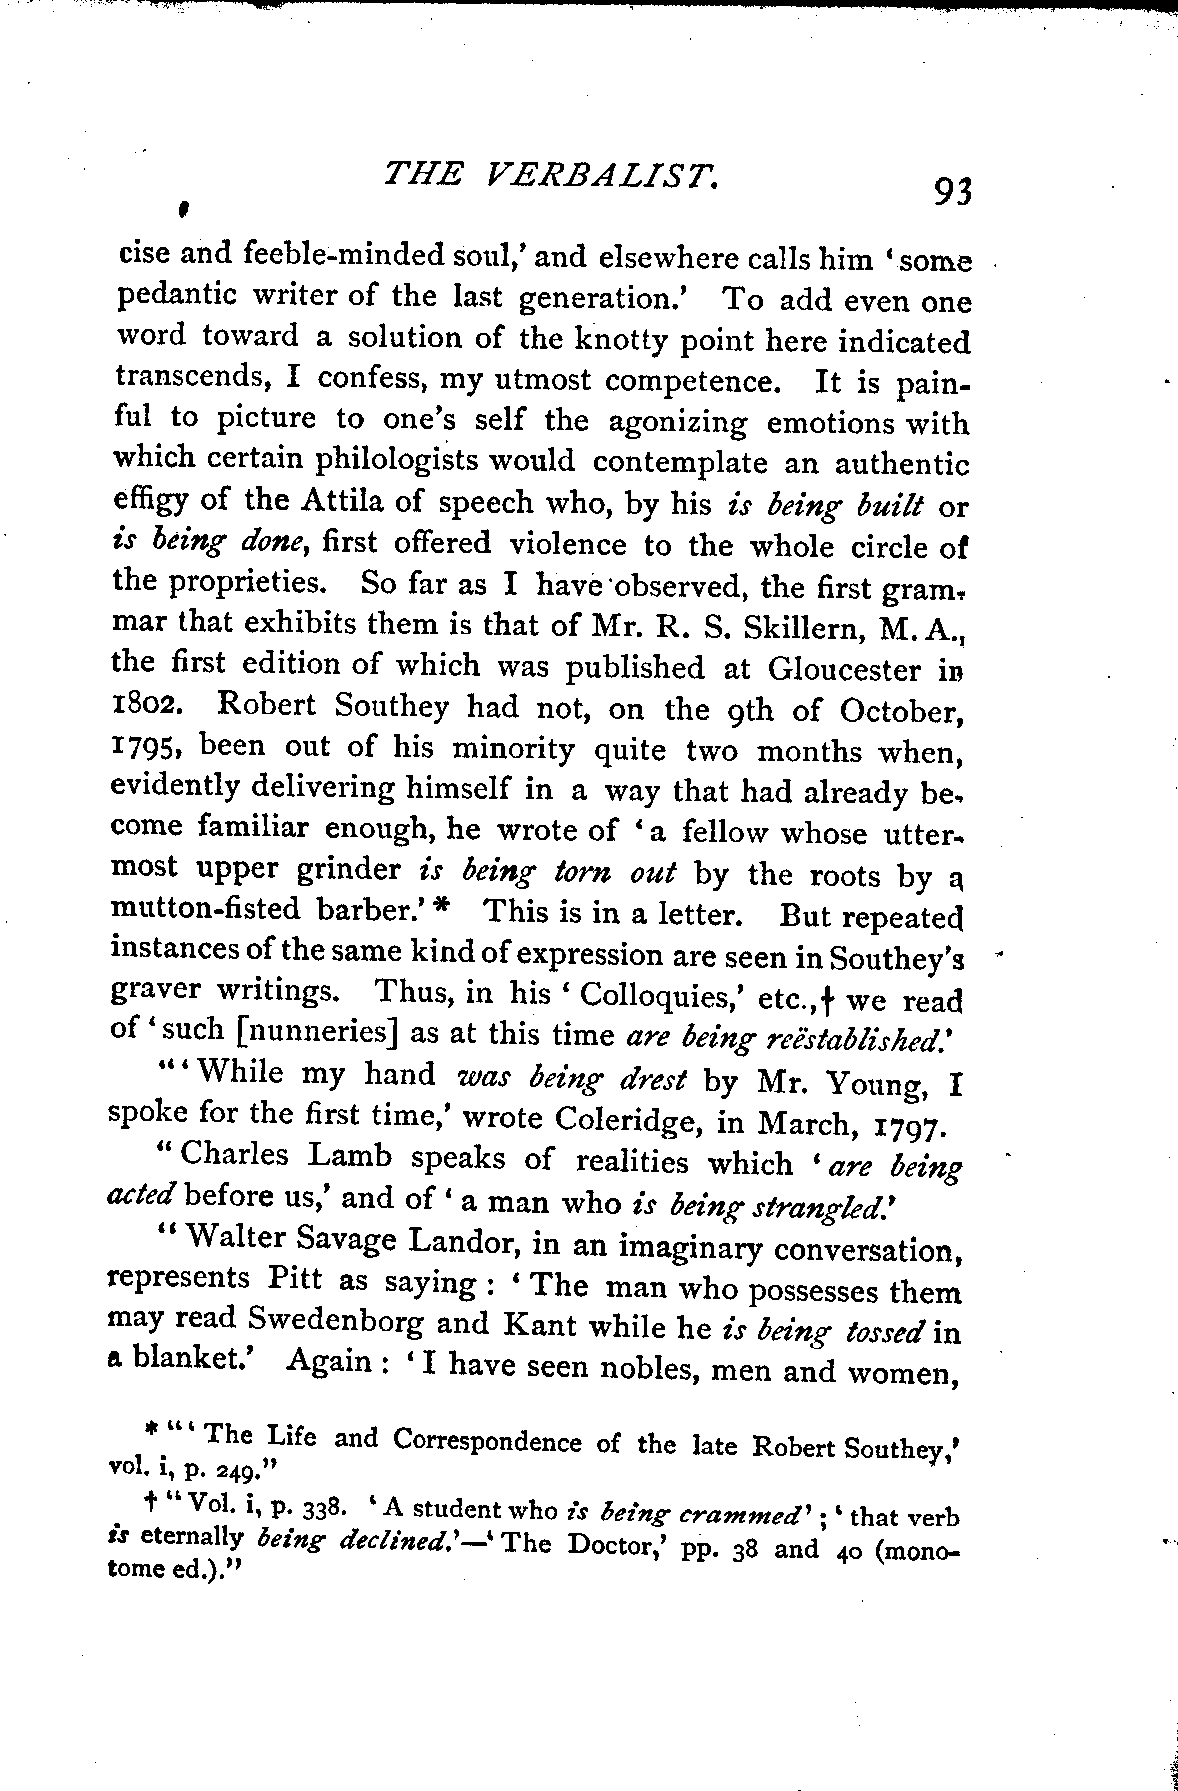 THE VERBALIST. 93
cise and feeble-minded soul,' and elsewhere calls him 'some
pedantic writer of the last generation.' To add even one
word toward a solution of the knotty point here indicated
transcends, I confess, my utmost competence. It is pain-
ful to picture to one's self the agonizing emotions with
which certain philologists would contemplate an authentic
effigy of the Attila of speech who, by his is being built or
is being done, first offered violence to the whole circle of
the proprieties. So far as I have observed, the first gram-
mar that exhibits them is that of Mr. R. S. Skillern, M. A.,
the first edition of which was published at Gloucester in
1802. Robert Southey had not, on the 9th of October,
1795, been out of his minority quite two months when,
evidently delivering himself in a way that had already be-
come familiar enough, he wrote of 'a fellow whose utter-
most upper grinder is being torn out by the roots by a
mutton-fisted barber.' * This is in a letter. But repeated
instances of the same kind of expression are seen in Southey's
graver writings. Thus, in his 'Colloquies,' etc.,† we read
of 'such [nunneries] as at this time are being reëstablished.'
"'While my hand was being drest by Mr. Young, I
spoke for the first time,' wrote Coleridge, in March, 1797.
"Charles Lamb speaks of realities which 'are being
acted before us,' and of 'a man who is being strangled.'
"Walter Savage Landor, in an imaginary conversation,
represents Pitt as saying: 'The man who possesses them
may read Swedenborg and Kant while he is being tossed in
a blanket.' Again: 'I have seen nobles, men and women,
* "'The Life and Correspondence of the late Robert Southey,'
vol. i, p. 249."
† "Vol. i, p. 338. 'A student who is being crammed'; 'that verb
is eternally being declined.'—'The Doctor,' pp. 38 and 40 (mono-
tome ed.)."